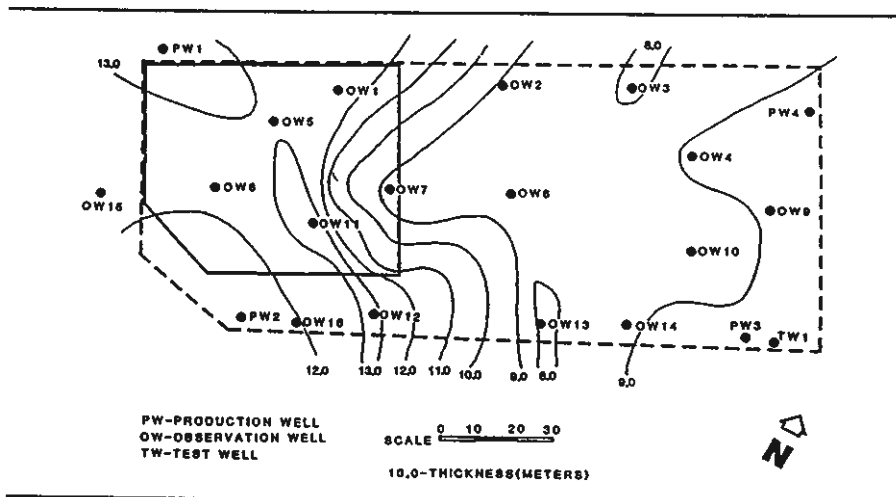 PW1
8.0
13.0
OW1
OW2
OW3
PW4
OW5
OW4
OW6
OW7
OW8
OW15
OW9
OW11
OW10
PW2
OW16
OW12
OW13
OW14
PW3
TW1
12.0
13.0
12.0
11.0
10.0
9.0
8.0
9.0
PW-PRODUCTION WELL
OW-OBSERVATION WELL
TW-TEST WELL
SCALE 0 10 20 30
10.0-THICKNESS(METERS)
N